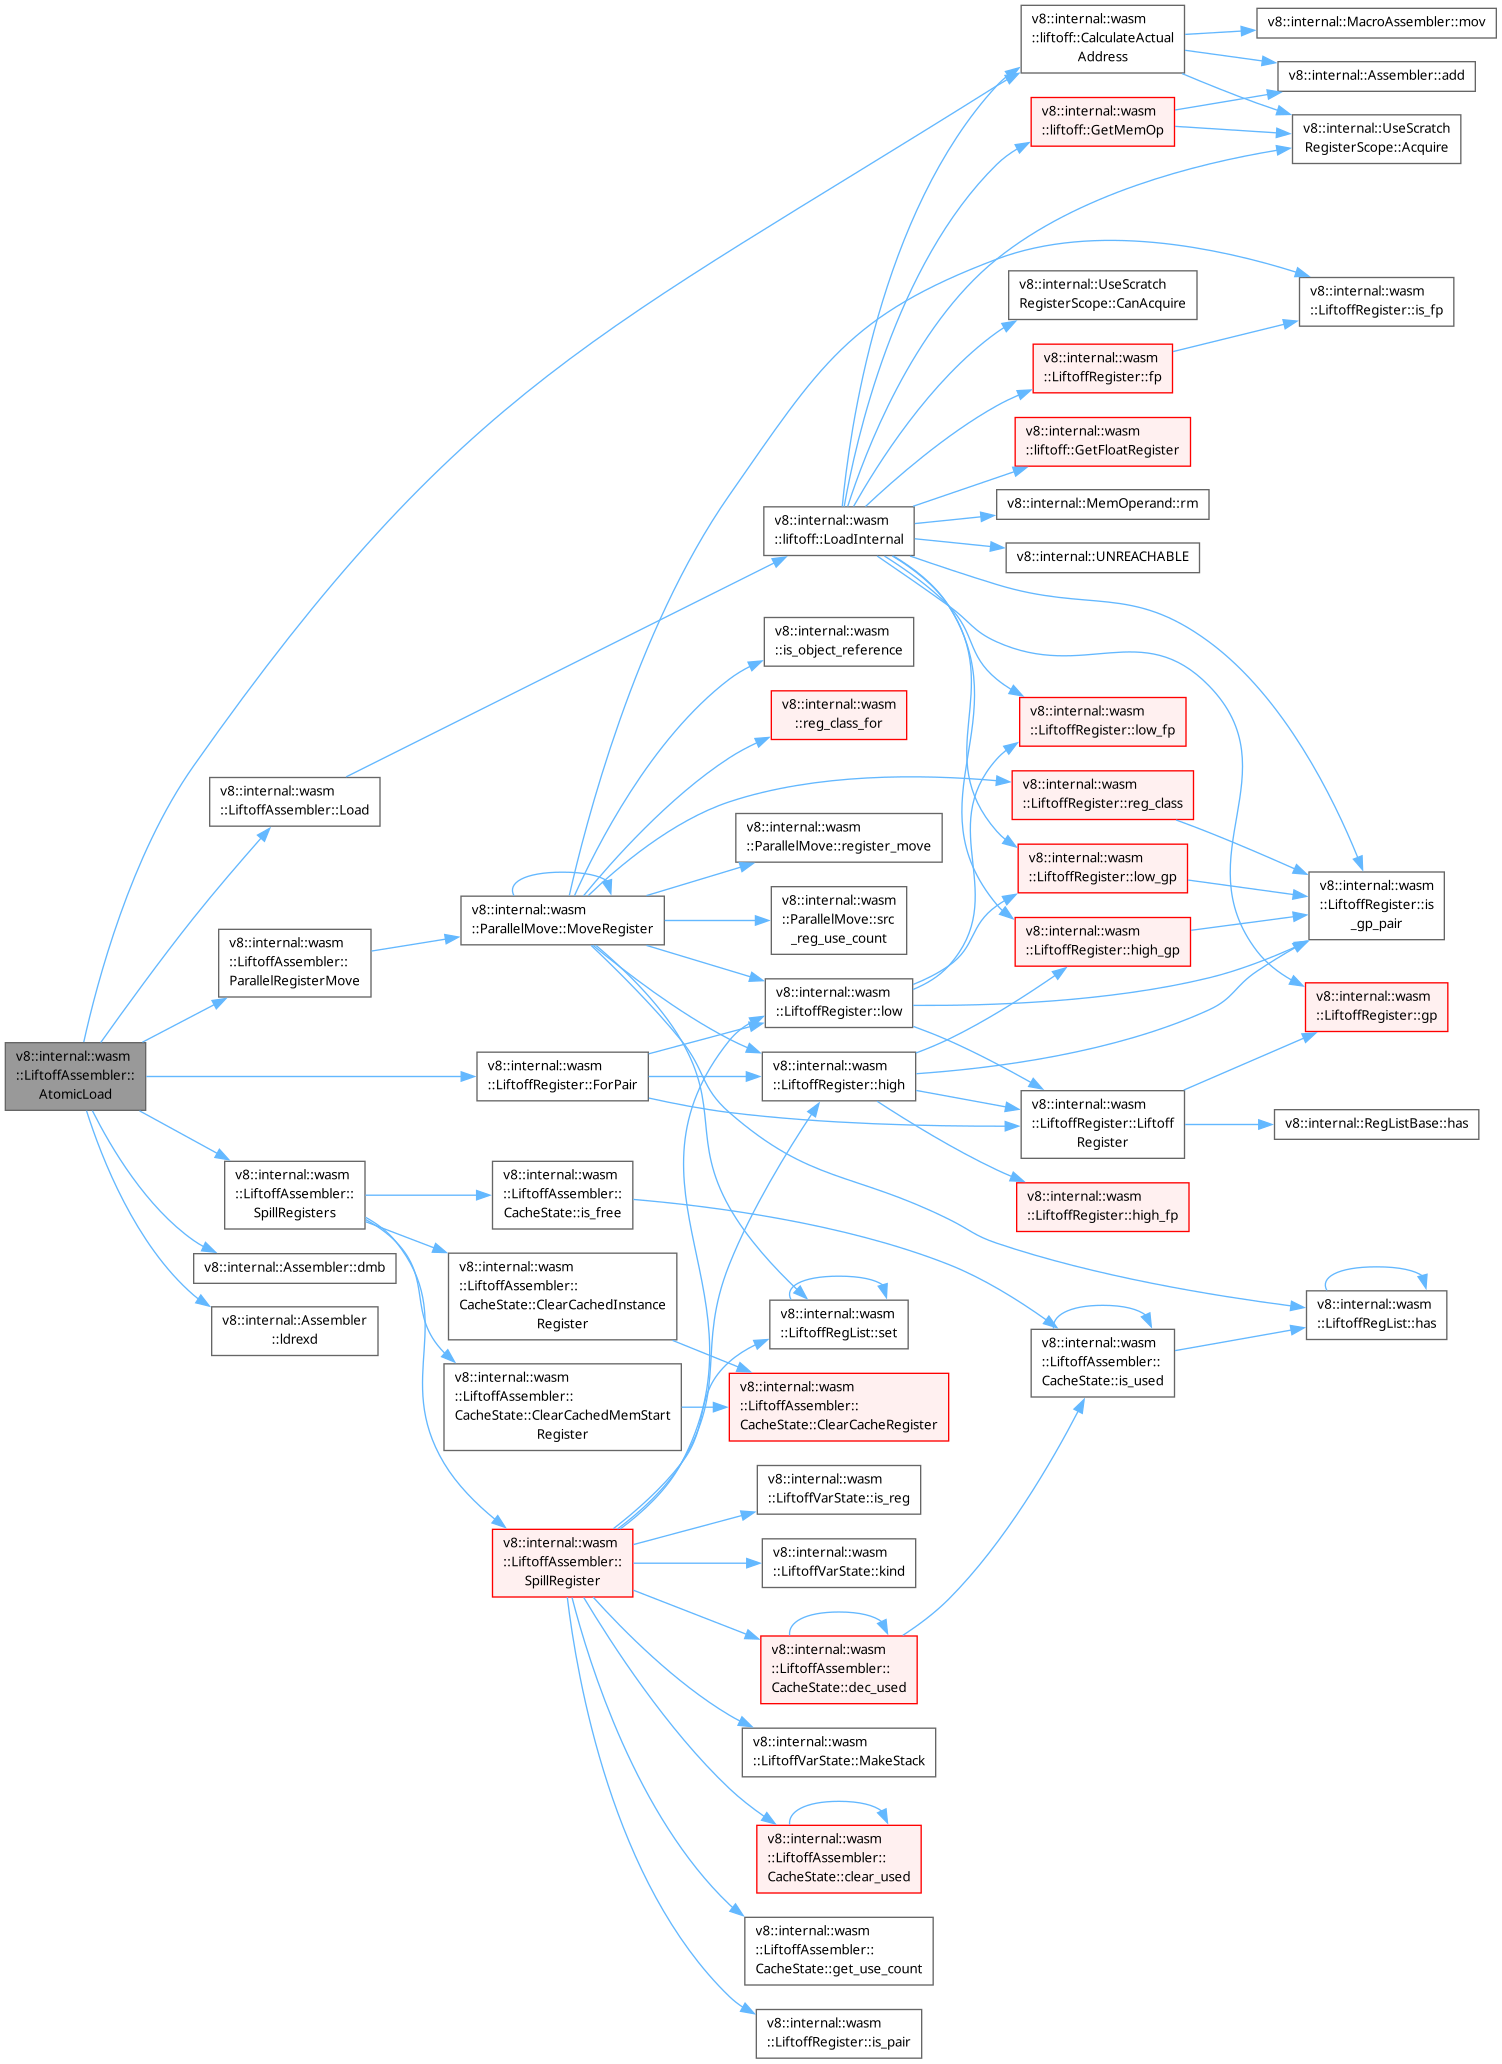 v8::internal::wasm
::liftoff::CalculateActual
Address
v8::internal::MacroAssembler::mov
v8::internal::Assembler::add
v8::internal::wasm
::liftoff::GetMemOp
v8::internal::UseScratch
RegisterScope::Acquire
v8::internal::UseScratch
RegisterScope::CanAcquire
v8::internal::wasm
::LiftoffRegister::is_fp
v8::internal::wasm
::LiftoffRegister::fp
v8::internal::wasm
::liftoff::GetFloatRegister
v8::internal::MemOperand::rm
v8::internal::wasm
::liftoff::LoadInternal
v8::internal::UNREACHABLE
v8::internal::wasm
::is_object_reference
v8::internal::wasm
::reg_class_for
v8::internal::wasm
::LiftoffRegister::low_fp
v8::internal::wasm
::LiftoffAssembler::Load
v8::internal::wasm
::LiftoffRegister::reg_class
v8::internal::wasm
::ParallelMove::register_move
v8::internal::wasm
::LiftoffRegister::low_gp
v8::internal::wasm
::ParallelMove::MoveRegister
v8::internal::wasm
::ParallelMove::src
_reg_use_count
v8::internal::wasm
::LiftoffRegister::is
_gp_pair
v8::internal::wasm
::LiftoffAssembler::
ParallelRegisterMove
v8::internal::wasm
::LiftoffRegister::high_gp
v8::internal::wasm
::LiftoffRegister::low
v8::internal::wasm
::LiftoffRegister::gp
v8::internal::wasm
::LiftoffAssembler::
AtomicLoad
v8::internal::wasm
::LiftoffRegister::ForPair
v8::internal::wasm
::LiftoffRegister::high
v8::internal::wasm
::LiftoffRegister::Liftoff
Register
v8::internal::RegListBase::has
v8::internal::wasm
::LiftoffAssembler::
SpillRegisters
v8::internal::wasm
::LiftoffAssembler::
CacheState::is_free
v8::internal::wasm
::LiftoffRegister::high_fp
v8::internal::Assembler::dmb
v8::internal::wasm
::LiftoffAssembler::
CacheState::ClearCachedInstance
Register
v8::internal::Assembler
::ldrexd
v8::internal::wasm
::LiftoffRegList::set
v8::internal::wasm
::LiftoffRegList::has
v8::internal::wasm
::LiftoffAssembler::
CacheState::is_used
v8::internal::wasm
::LiftoffAssembler::
CacheState::ClearCachedMemStart
Register
v8::internal::wasm
::LiftoffAssembler::
CacheState::ClearCacheRegister
v8::internal::wasm
::LiftoffVarState::is_reg
v8::internal::wasm
::LiftoffAssembler::
SpillRegister
v8::internal::wasm
::LiftoffVarState::kind
v8::internal::wasm
::LiftoffAssembler::
CacheState::dec_used
v8::internal::wasm
::LiftoffVarState::MakeStack
v8::internal::wasm
::LiftoffAssembler::
CacheState::clear_used
v8::internal::wasm
::LiftoffAssembler::
CacheState::get_use_count
v8::internal::wasm
::LiftoffRegister::is_pair